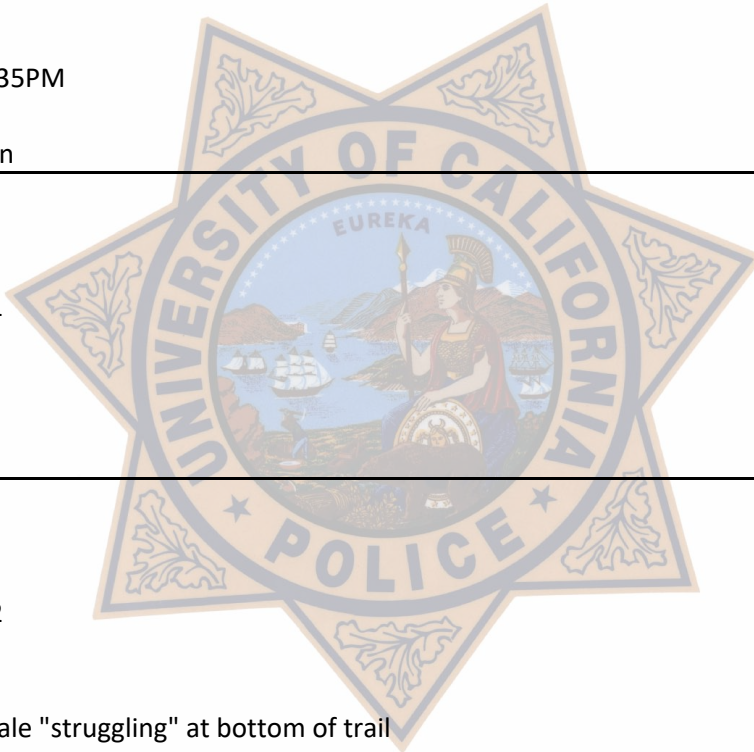 35PM
n
UNIVERSITY OF CALIFORNIA
EUREKA
2
POLICE
ale "struggling" at bottom of trail